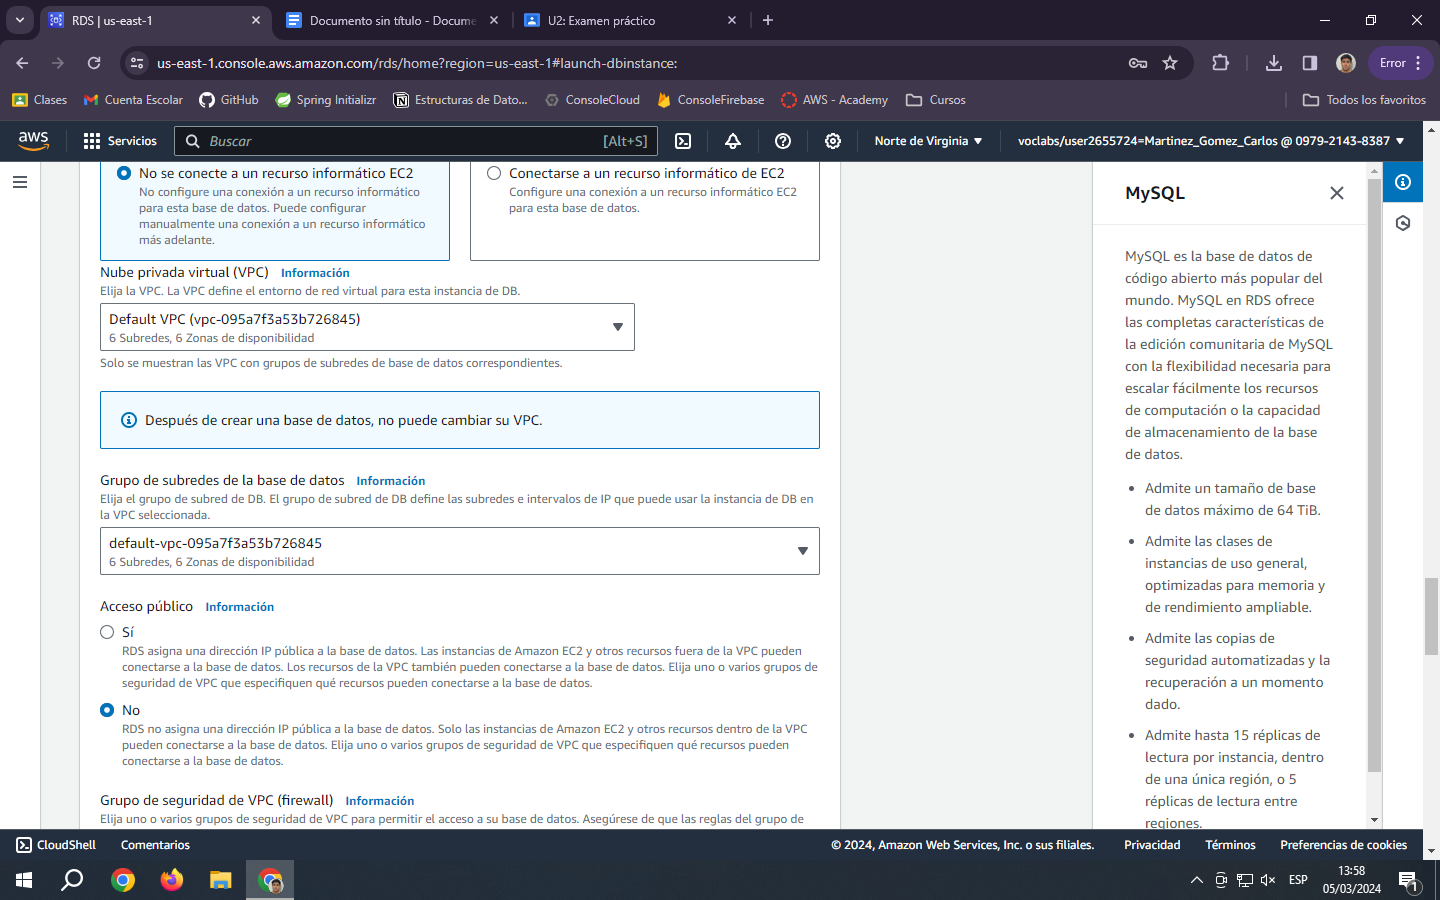 RDS | us-east-1
Documento sin título - Docume
U2: Examen práctico
us-east-1.console.aws.amazon.com/rds/home?region=us-east-1#launch-dbinstance:
Error
Clases
Cuenta Escolar
GitHub
Spring Initializr
Estructuras de Dato...
ConsoleCloud
ConsoleFirebase
AWS - Academy
Cursos
Todos los favoritos
aws
Servicios
Buscar
[Alt+S]
Norte de Virginia
voclabs/user2655724=Martinez_Gomez_Carlos @ 0979-2143-8387
No se conecte a un recurso informático EC2
No configure una conexión a un recurso informático
para esta base de datos. Puede configurar
manualmente una conexión a un recurso informático
más adelante.
Conectarse a un recurso informático de EC2
Configure una conexión a un recurso informático EC2
para esta base de datos.
Nube privada virtual (VPC) Información
Elija la VPC. La VPC define el entorno de red virtual para esta instancia de DB.
Default VPC (vpc-095a7f3a53b726845)
6 Subredes, 6 Zonas de disponibilidad
Solo se muestran las VPC con grupos de subredes de base de datos correspondientes.
Después de crear una base de datos, no puede cambiar su VPC.
Grupo de subredes de la base de datos Información
Elija el grupo de subred de DB. El grupo de subred de DB define las subredes e intervalos de IP que puede usar la instancia de DB en
la VPC seleccionada.
default-vpc-095a7f3a53b726845
6 Subredes, 6 Zonas de disponibilidad
Acceso público Información
Sí
RDS asigna una dirección IP pública a la base de datos. Las instancias de Amazon EC2 y otros recursos fuera de la VPC pueden
conectarse a la base de datos. Los recursos de la VPC también pueden conectarse a la base de datos. Elija uno o varios grupos de
seguridad de VPC que especifiquen qué recursos pueden conectarse a la base de datos.
No
RDS no asigna una dirección IP pública a la base de datos. Solo las instancias de Amazon EC2 y otros recursos dentro de la VPC
pueden conectarse a la base de datos. Elija uno o varios grupos de seguridad de VPC que especifiquen qué recursos pueden
conectarse a la base de datos.
Grupo de seguridad de VPC (firewall) Información
Elija uno o varios grupos de seguridad de VPC para permitir el acceso a su base de datos. Asegúrese de que las reglas del grupo de
MySQL
MySQL es la base de datos de
código abierto más popular del
mundo. MySQL en RDS ofrece
las completas características de
la edición comunitaria de MySQL
con la flexibilidad necesaria para
escalar fácilmente los recursos
de computación o la capacidad
de almacenamiento de la base
de datos.
• Admite un tamaño de base
de datos máximo de 64 TiB.
• Admite las clases de
instancias de uso general,
optimizadas para memoria y
de rendimiento ampliable.
• Admite las copias de
seguridad automatizadas y la
recuperación a un momento
dado.
• Admite hasta 15 réplicas de
lectura por instancia, dentro
de una única región, o 5
réplicas de lectura entre
regiones.
CloudShell
Comentarios
© 2024, Amazon Web Services, Inc. o sus filiales.
Privacidad
Términos
Preferencias de cookies
ESP
13:58
05/03/2024
1